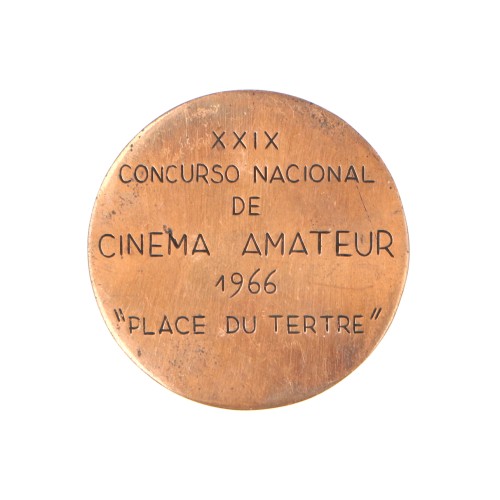 XXIX
CONCURSO NACIONAL
DE
CINEMA AMATEUR
1966
"PLACE DU TERTRE"